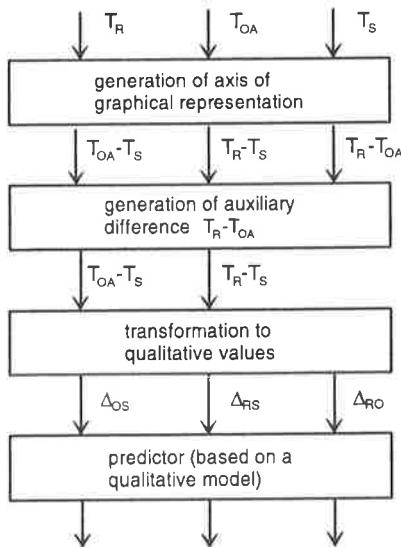 T_R T_OA T_S
generation of axis of
graphical representation
T_OA-T_S T_R-T_S T_R-T_OA
generation of auxiliary
difference T_R-T_OA
T_OA-T_S T_R-T_S
transformation to
qualitative values
Δ_OS Δ_RS Δ_RO
predictor (based on a
qualitative model)